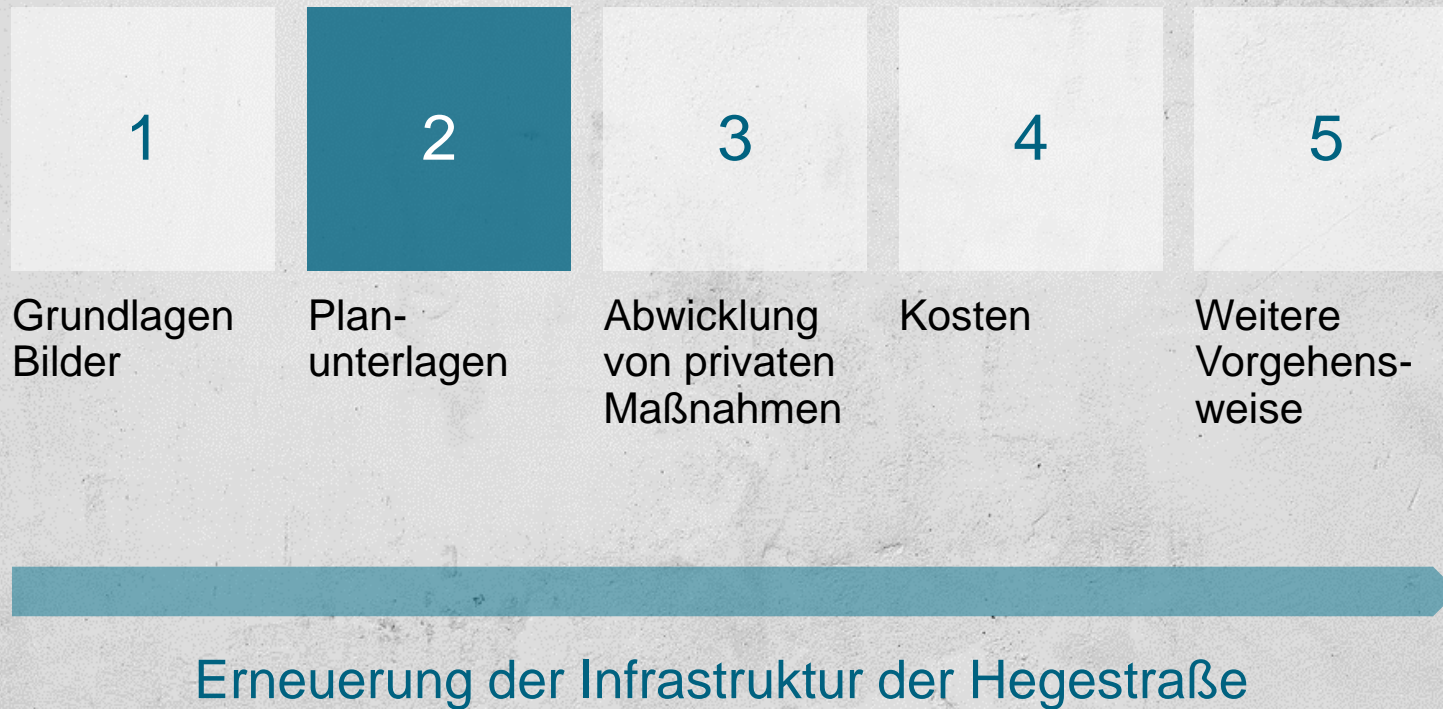 1
2
3
4
5
Grundlagen
Bilder
Plan-
unterlagen
Abwicklung
von privaten
Maßnahmen
Kosten
Weitere
Vorgehens-
weise
Erneuerung der Infrastruktur der Hegestraße